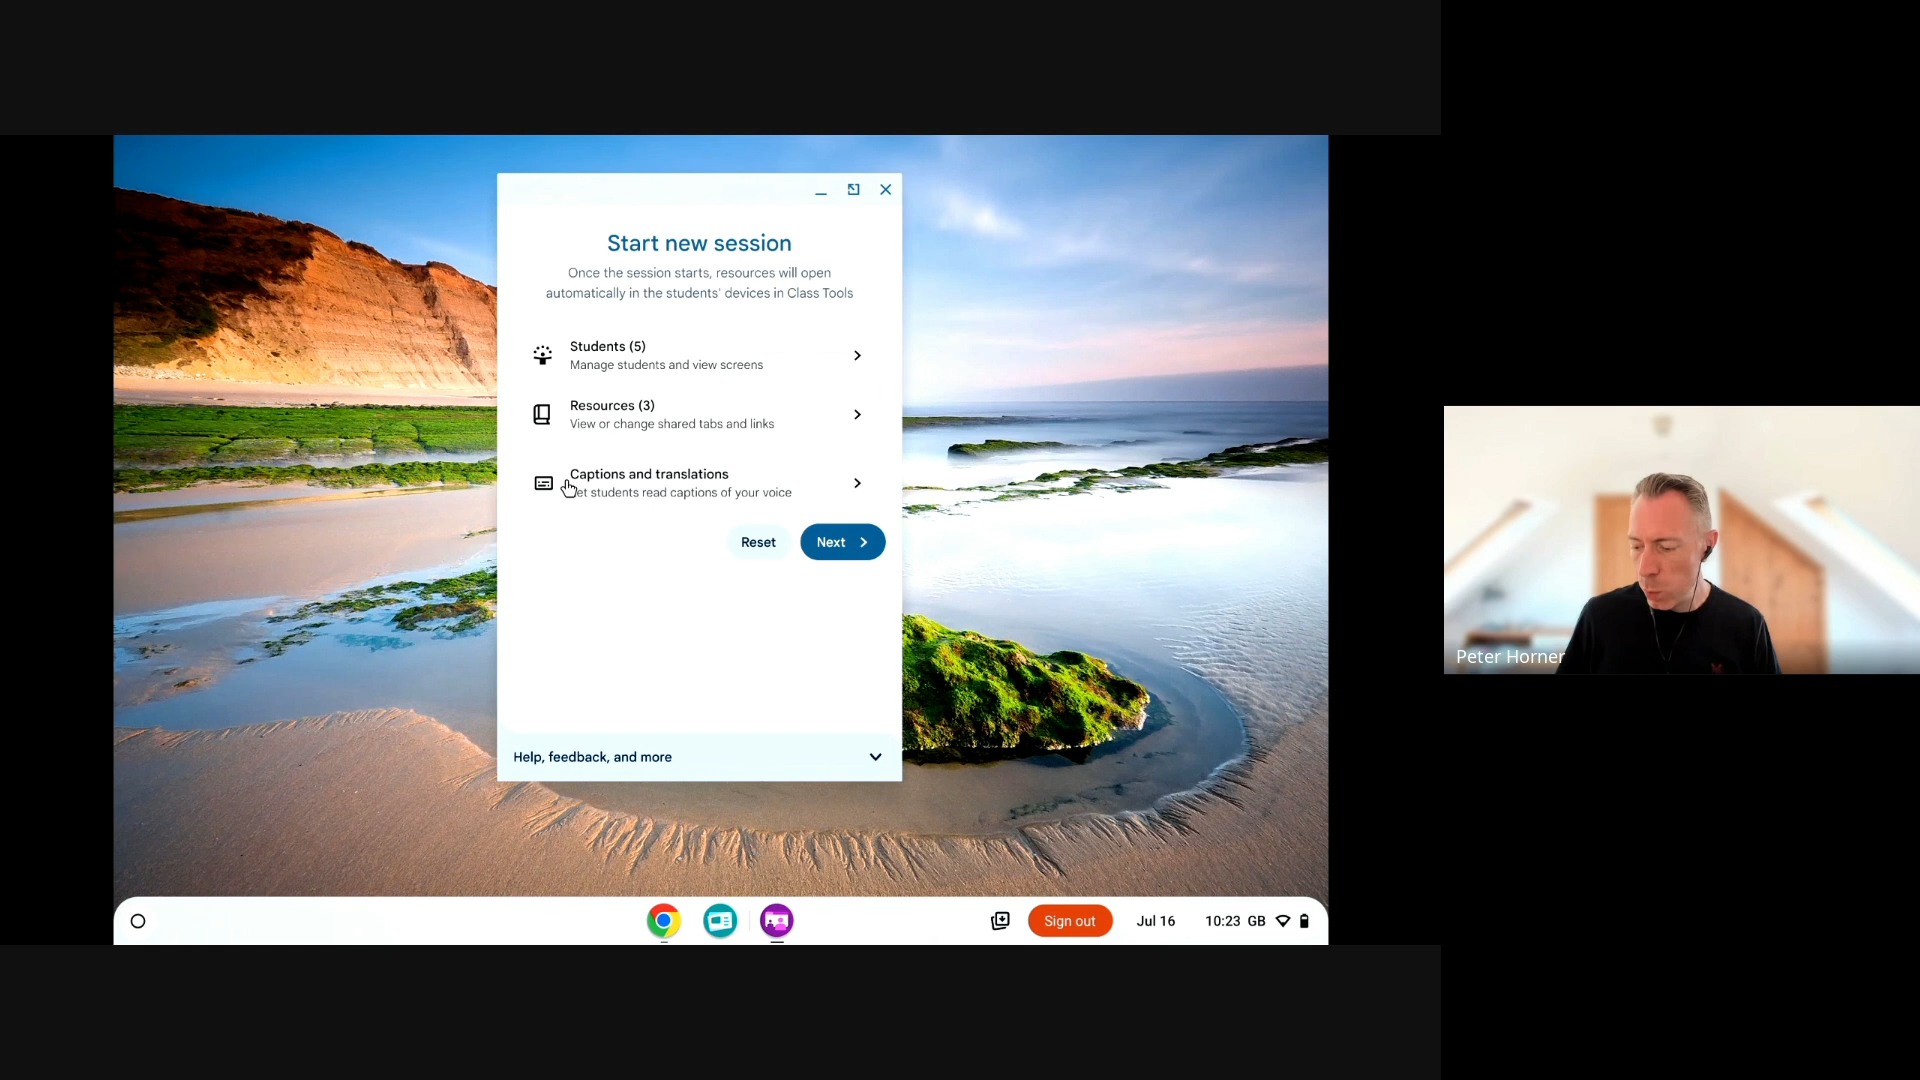 Start new session
Once the session starts, resources will open
automatically in the students' devices in Class Tools
Students (5)
Manage students and view screens
Resources (3)
View or change shared tabs and links
Captions and translations
et students read captions of your voice
Reset
Next
Help, feedback, and more
Sign out
Jul 16
10:23 GB
Peter Horner